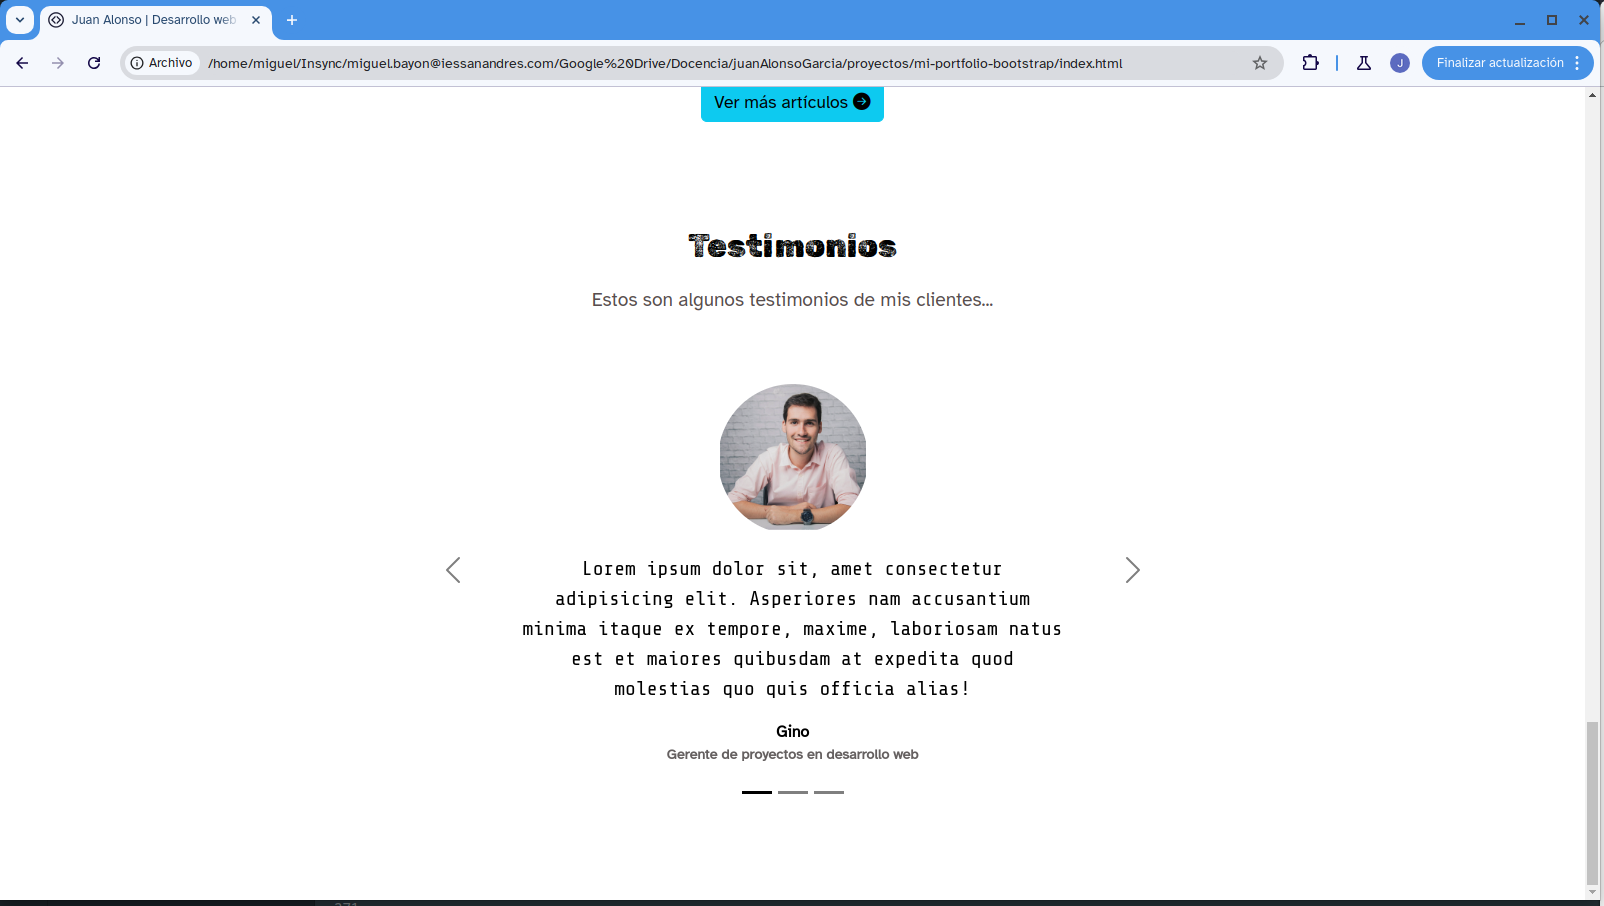 Juan Alonso | Desarrollo web
Archivo
/home/miguel/Insync/miguel.bayon@iessanandres.com/Google%20Drive/Docencia/juanAlonsoGarcia/proyectos/mi-portfolio-bootstrap/index.html
J
Finalizar actualización
Ver más artículos
Testimonios
Estos son algunos testimonios de mis clientes...
Lorem ipsum dolor sit, amet consectetur
adipisicing elit. Asperiores nam accusantium
minima itaque ex tempore, maxime, laboriosam natus
est et maiores quibusdam at expedita quod
molestias quo quis officia alias!
Gino
Gerente de proyectos en desarrollo web